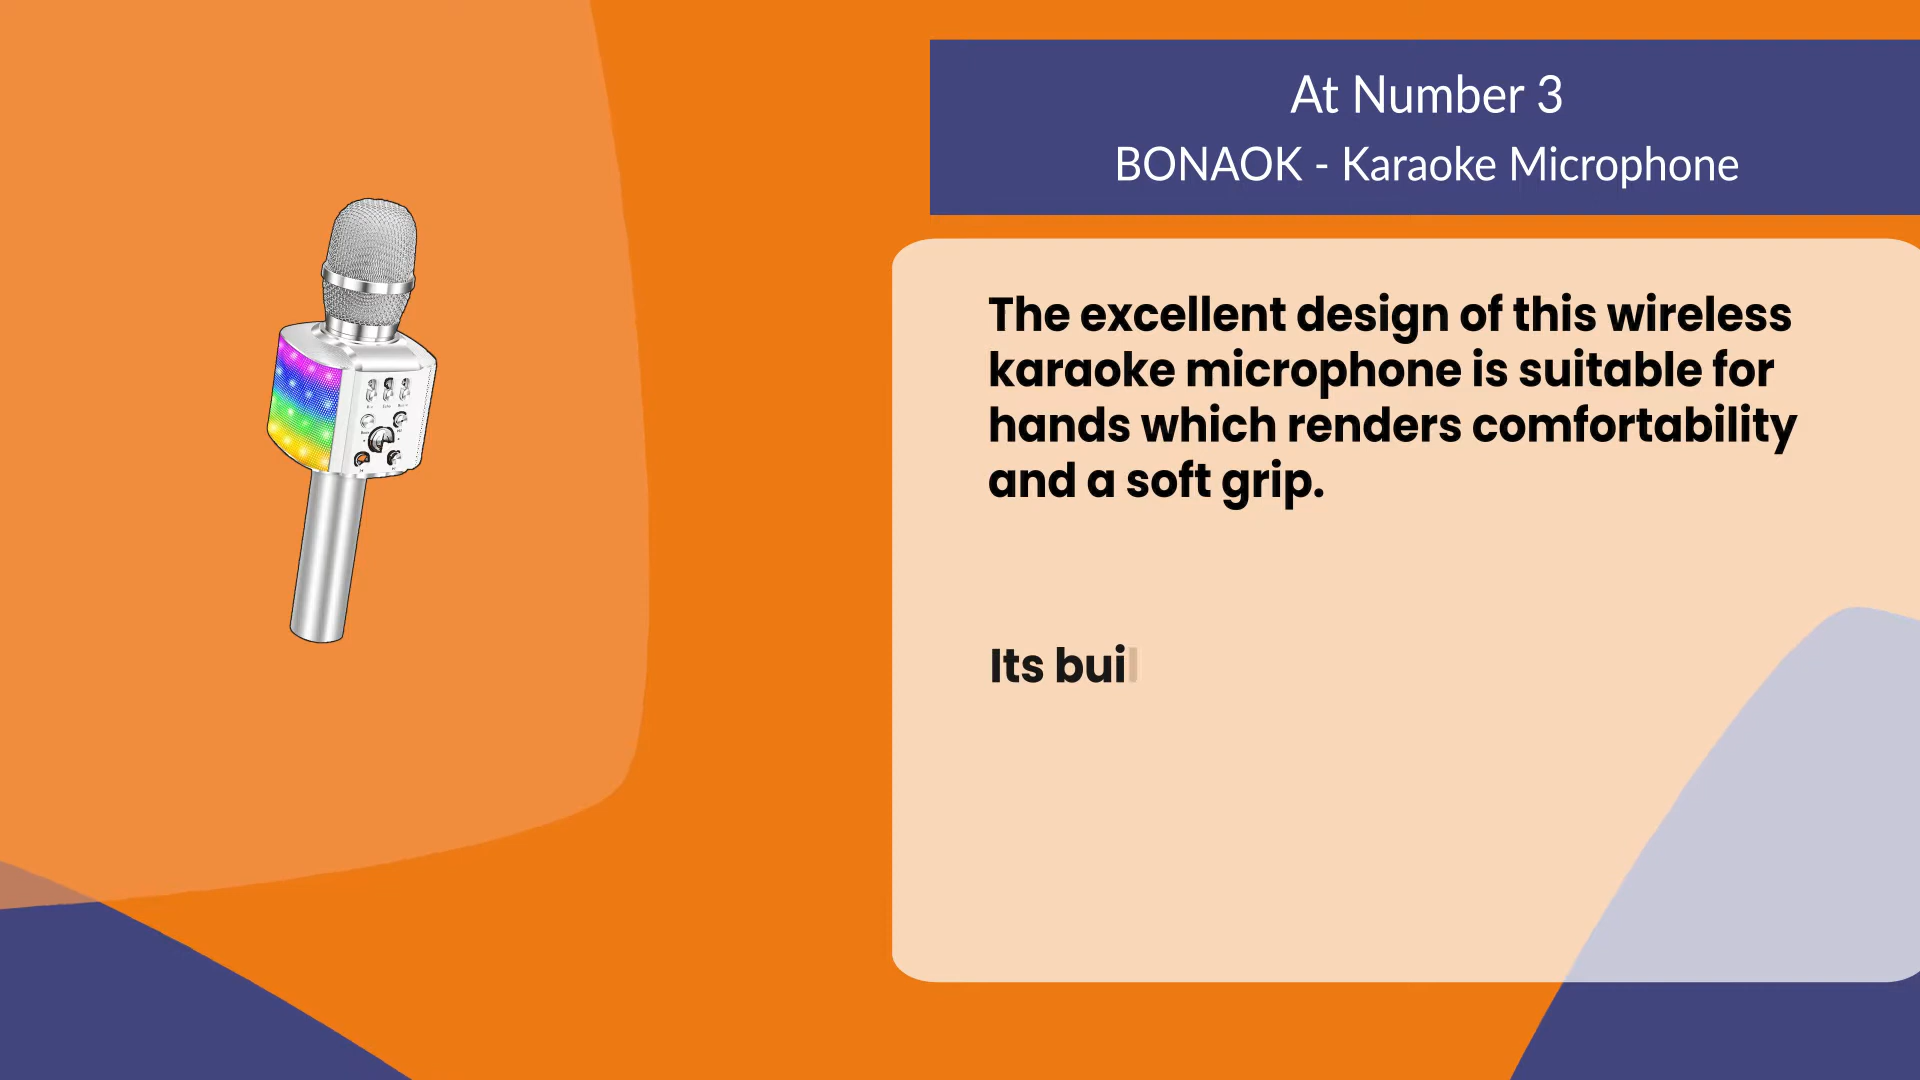 At Number 3
BONAOK - Karaoke Microphone
The excellent design of this wireless
karaoke microphone is suitable for
hands which renders comfortability
and a soft grip.
Its buil